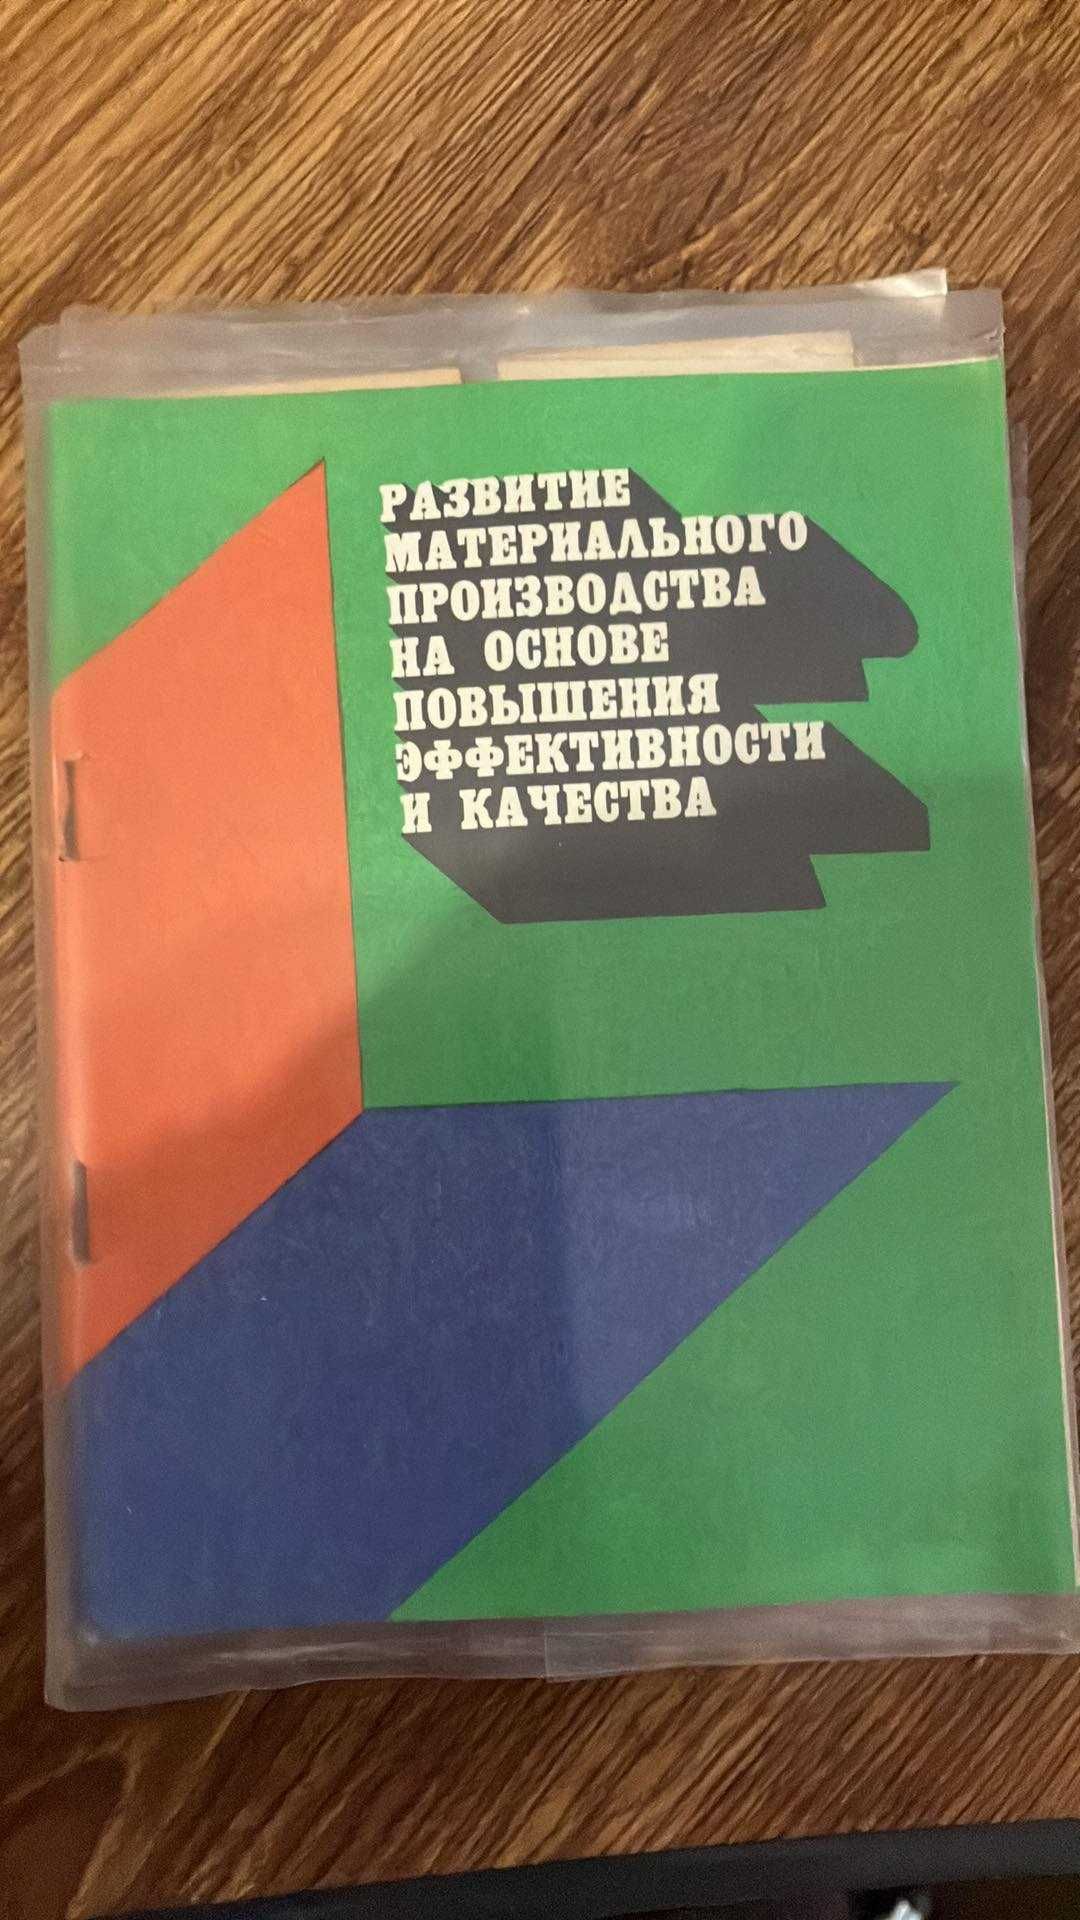 РАЗВИТИЕ
МАТЕРИАЛЬНОГО
ПРОИЗВОДСТВА
НА ОСНОВЕ
ПОВЫШЕНИЯ
ЭФФЕКТИВНОСТИ
И КАЧЕСТВА